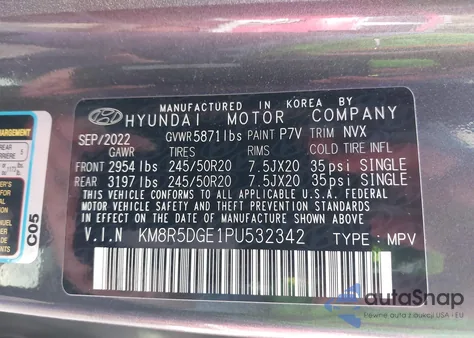 MANUFACTURED IN KOREA
HYUNDAI MOTOR COMPANY
SEP/2022 GVWR 5871 lbs PAINT P7V TRIM NVX
GAWR TIRES RIMS COLD TIRE INFL
FRONT 2954 lbs 245/50R20 7.5JX20 35psi SINGLE
REAR 3197 lbs 245/50R20 7.5JX20 35psi SINGLE
THIS VEHICLE CONFORMS TO ALL APPLICABLE U.S.A. FEDERAL
MOTOR VEHICLE SAFETY AND THEFT PREVENTION STANDARDS
IN EFFECT ON THE DATE OF MANUFACTURE SHOWN ABOVE.
V.I.N KM8R5DGE1PU532342 TYPE : MPV
REAR 5
C05
autoSnap